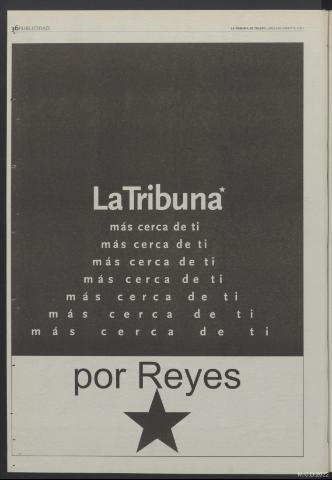 36 PUBLICIDAD
LA TRIBUNA DE TOLEDO
LaTribuna*
más cerca de ti
más cerca de ti
más cerca de ti
más cerca de ti
más cerca de ti
más cerca de ti
más cerca de ti
por Reyes